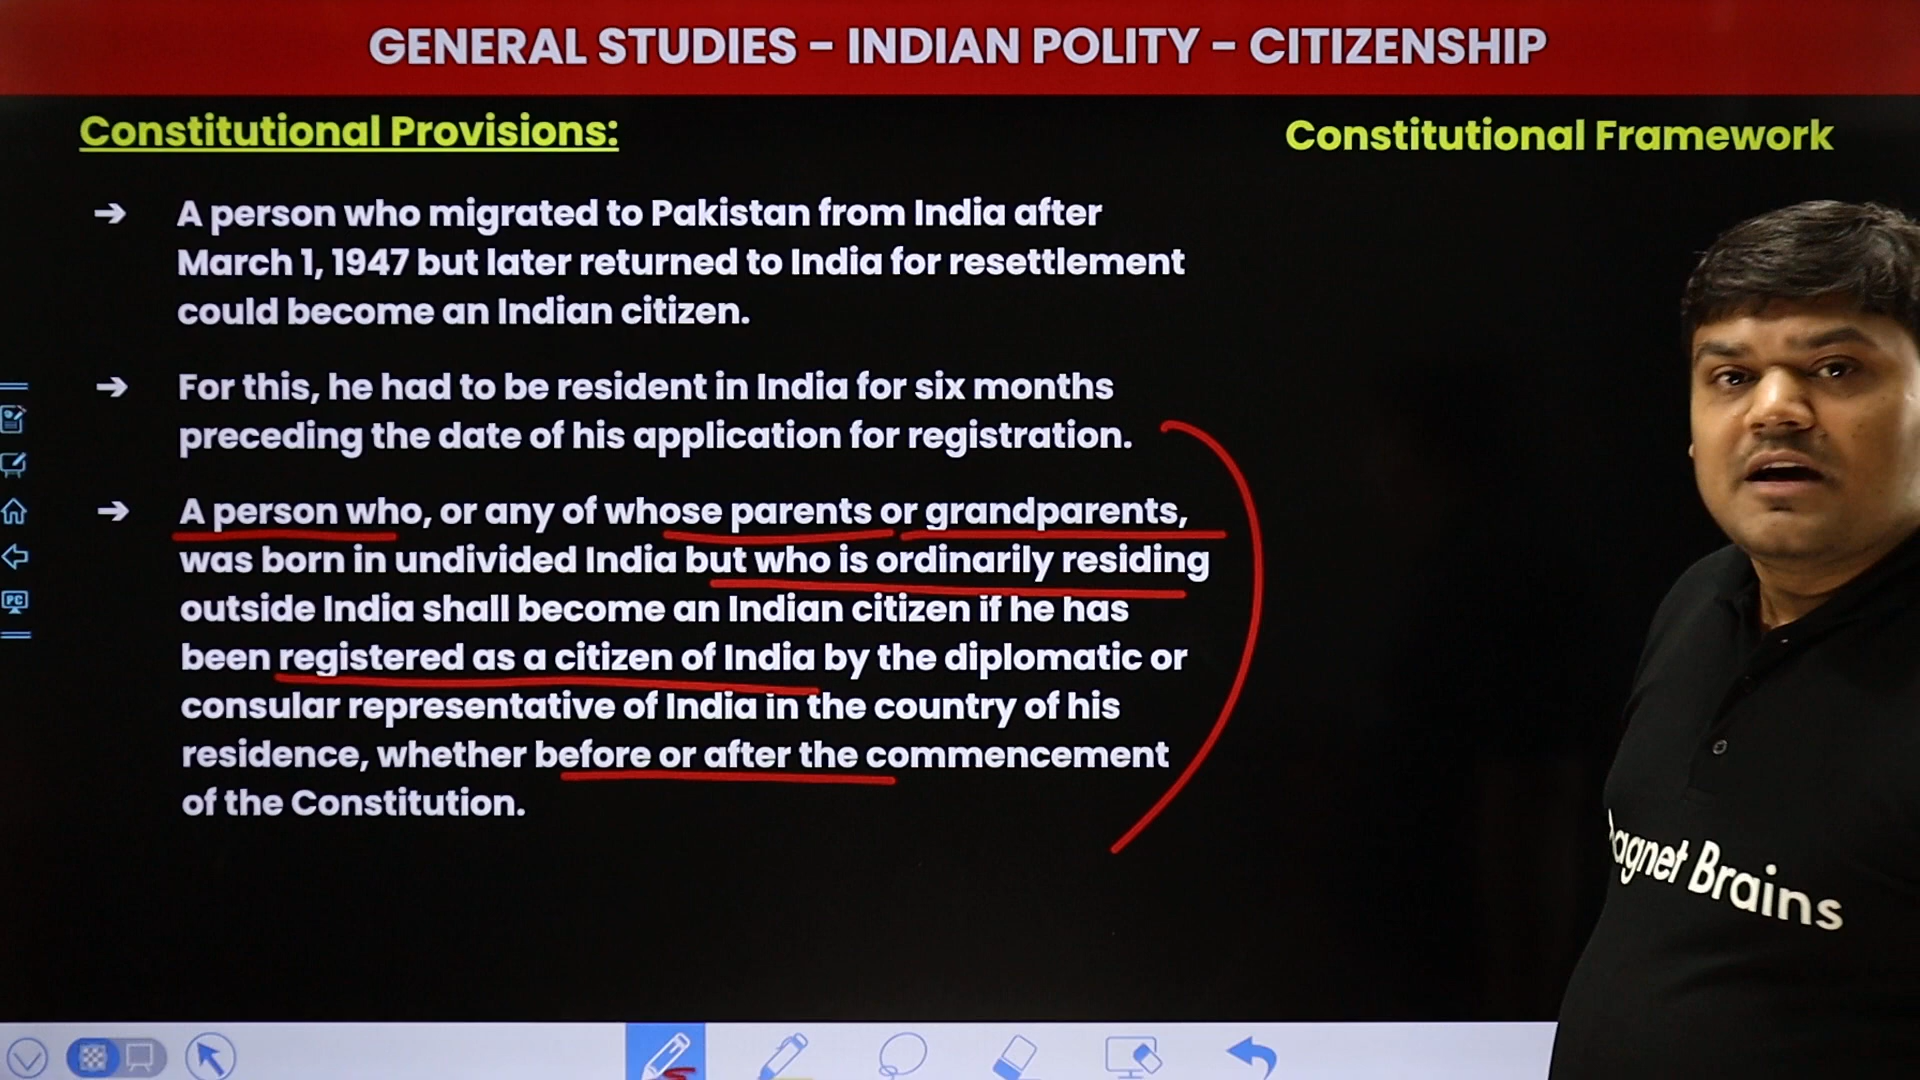 GENERAL STUDIES - INDIAN POLITY - CITIZENSHIP
Constitutional Provisions:
Constitutional Framework
➔ A person who migrated to Pakistan from India after
March 1, 1947 but later returned to India for resettlement
could become an Indian citizen.
➔ For this, he had to be resident in India for six months
preceding the date of his application for registration.
➔ A person who, or any of whose parents or grandparents,
was born in undivided India but who is ordinarily residing
outside India shall become an Indian citizen if he has
been registered as a citizen of India by the diplomatic or
consular representative of India in the country of his
residence, whether before or after the commencement
of the Constitution.
PC
agnet Brains